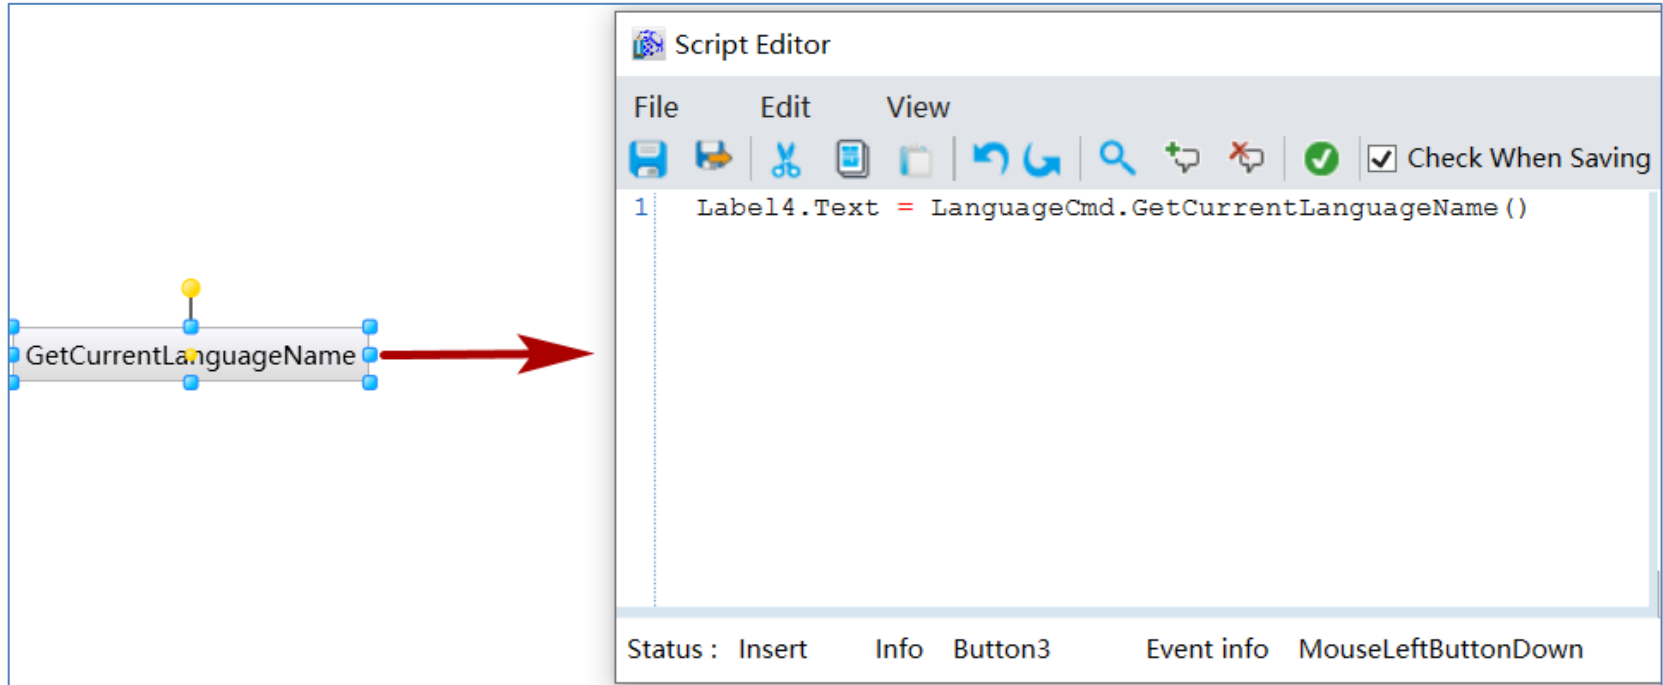 Script Editor
File Edit View
Check When Saving
1 Label4.Text = LanguageCmd.GetCurrentLanguageName()
GetCurrentLanguageName
Status : Insert Info Button3 Event info MouseLeftButtonDown